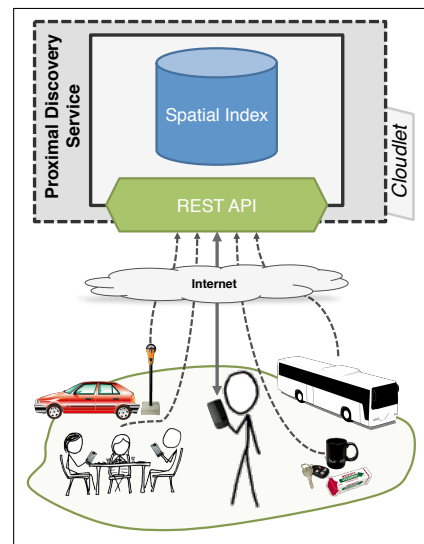 Proximal Discovery
Service
Spatial Index
Cloudlet
REST API
Internet